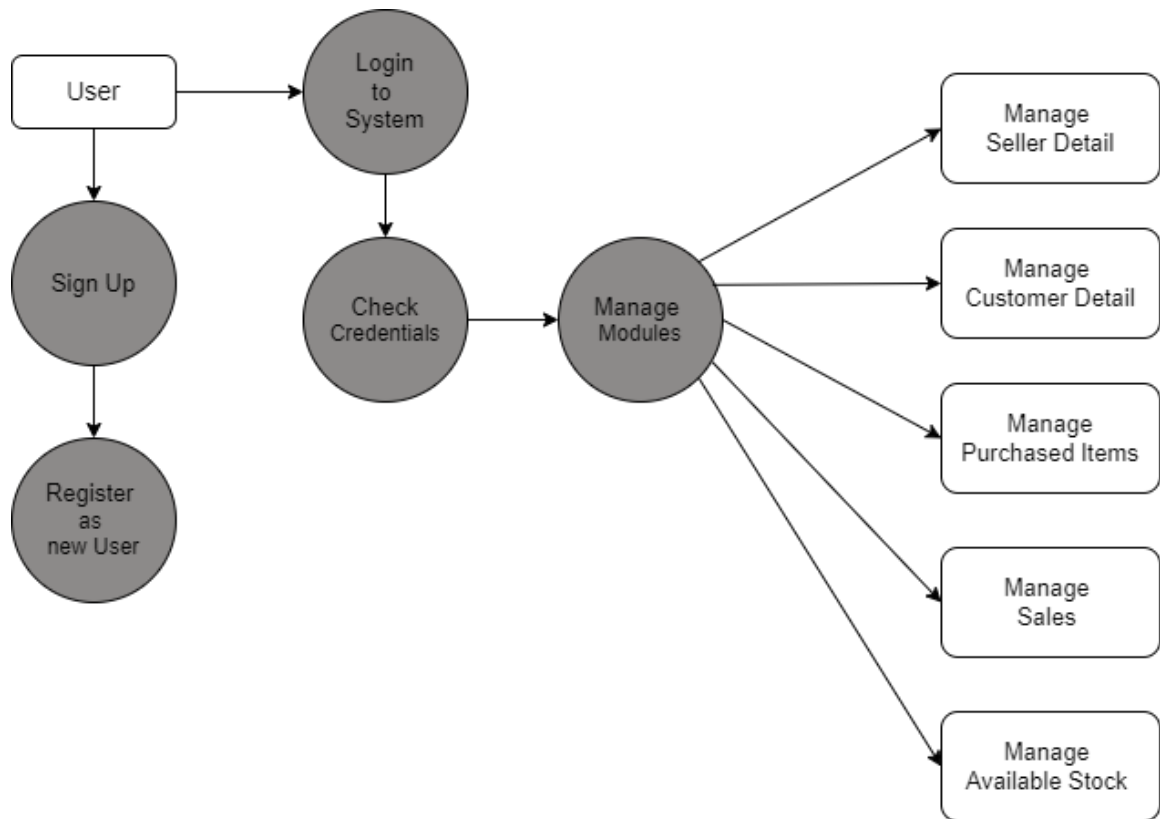 User
Login
to
System
Sign Up
Register
as
new User
Check
Credentials
Manage
Modules
Manage
Seller Detail
Manage
Customer Detail
Manage
Purchased Items
Manage
Sales
Manage
Available Stock